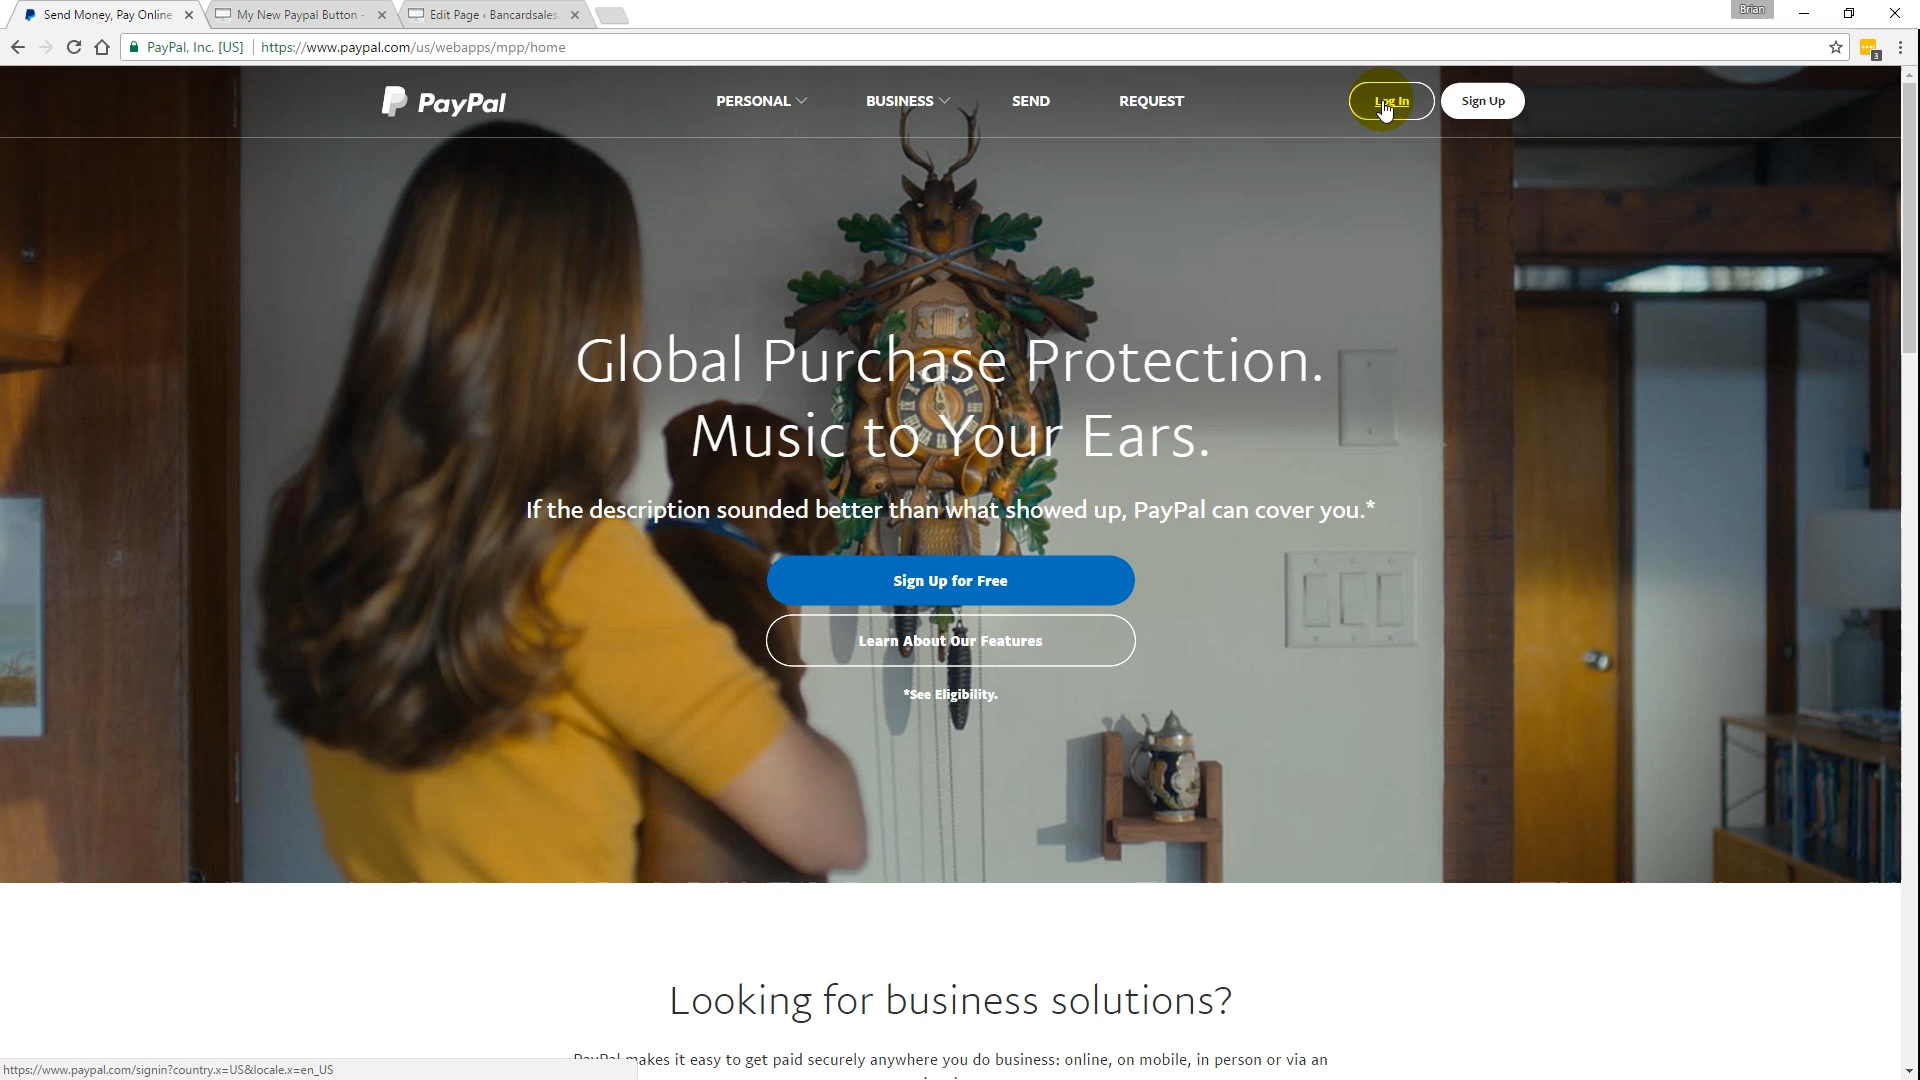 Send Money, Pay Online
My New Paypal Button -
Edit Page ‹ Bancardsales
Brian
PayPal, Inc. [US]
https://www.paypal.com/us/webapps/mpp/home
3
PayPal
PERSONAL
BUSINESS
SEND
REQUEST
Log In
Sign Up
Global Purchase Protection.
Music to Your Ears.
If the description sounded better than what showed up, PayPal can cover you.*
Sign Up for Free
Learn About Our Features
*See Eligibility.
Looking for business solutions?
PayPal makes it easy to get paid securely anywhere you do business: online, on mobile, in person or via an
https://www.paypal.com/signin?country.x=US&locale.x=en_US